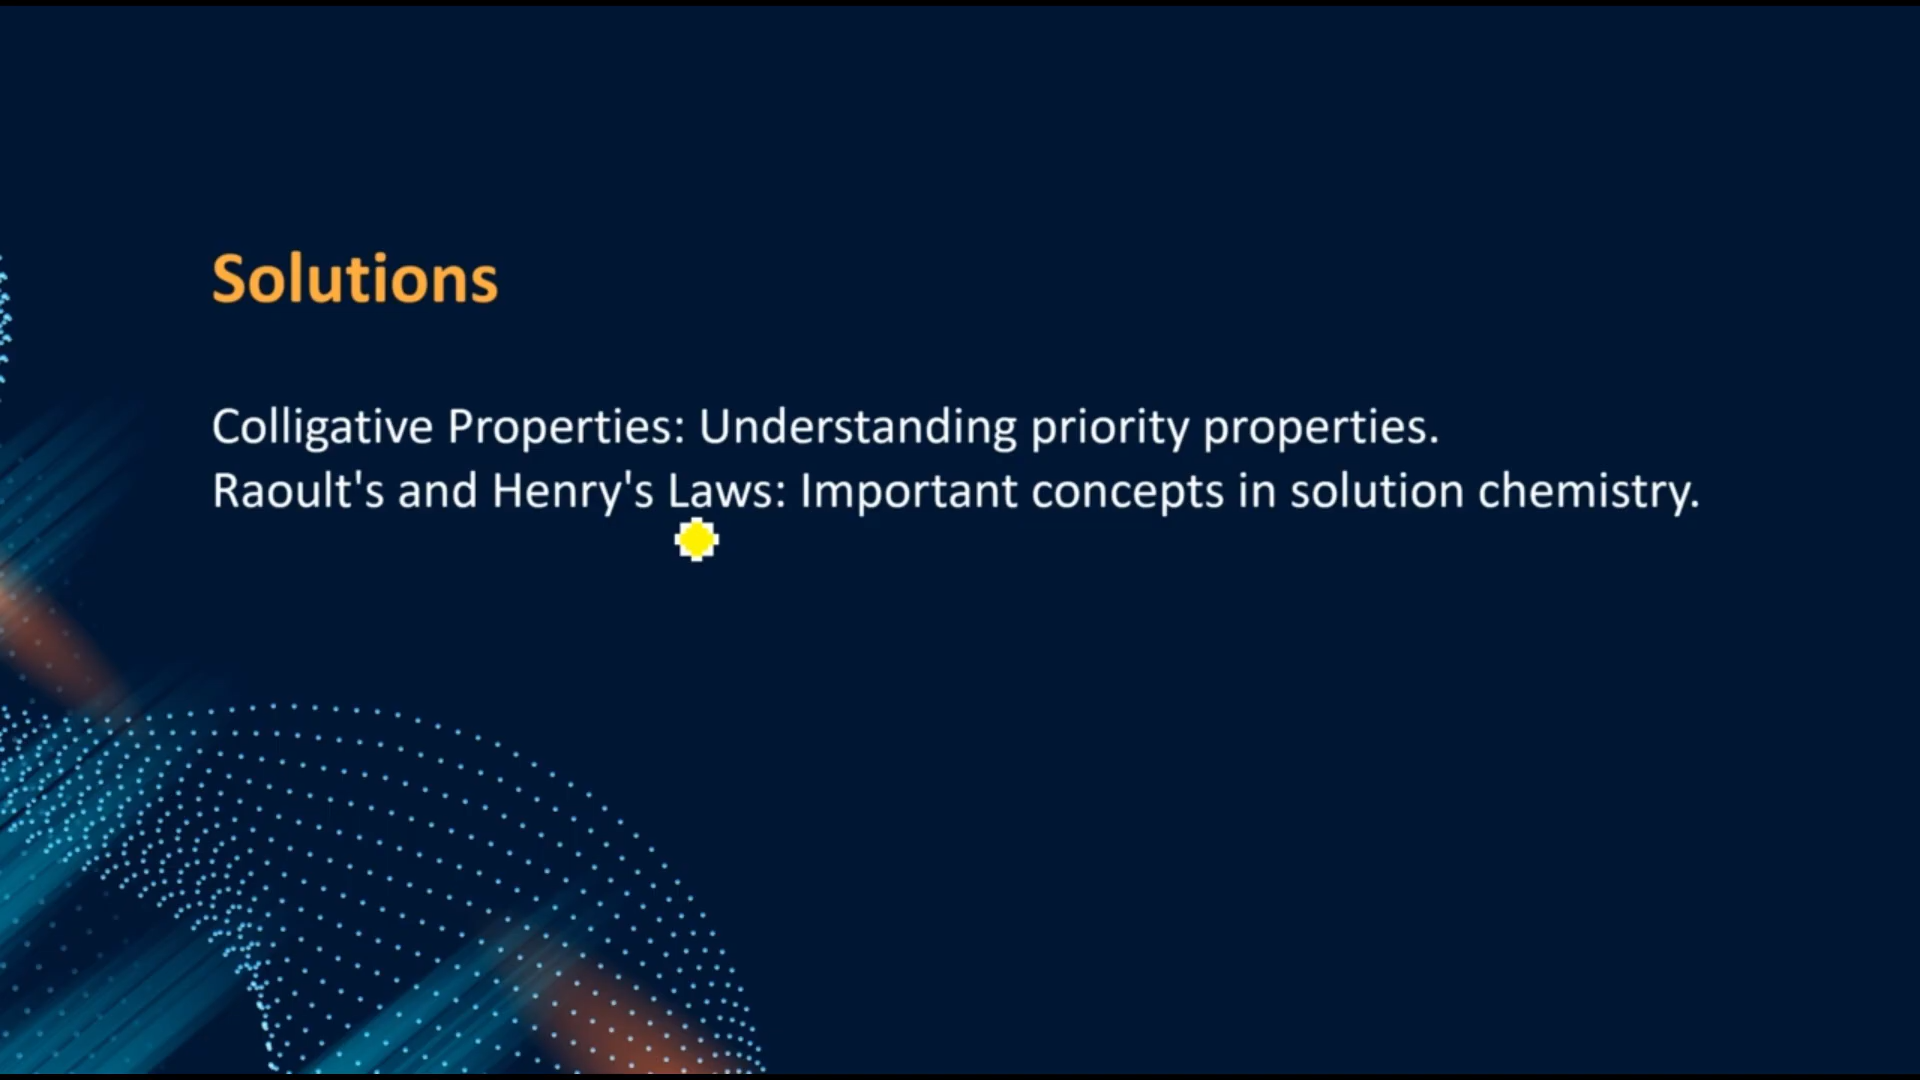 Solutions
Colligative Properties: Understanding priority properties.
Raoult's and Henry's Laws: Important concepts in solution chemistry.